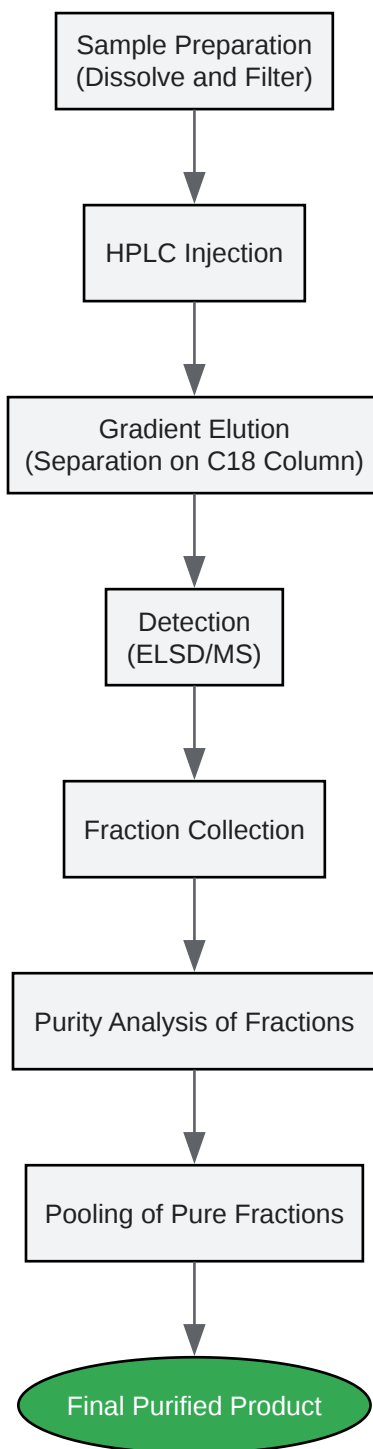 Sample Preparation
(Dissolve and Filter)
HPLC Injection
Gradient Elution
(Separation on C18 Column)
Detection
(ELSD/MS)
Fraction Collection
Purity Analysis of Fractions
Pooling of Pure Fractions
Final Purified Product